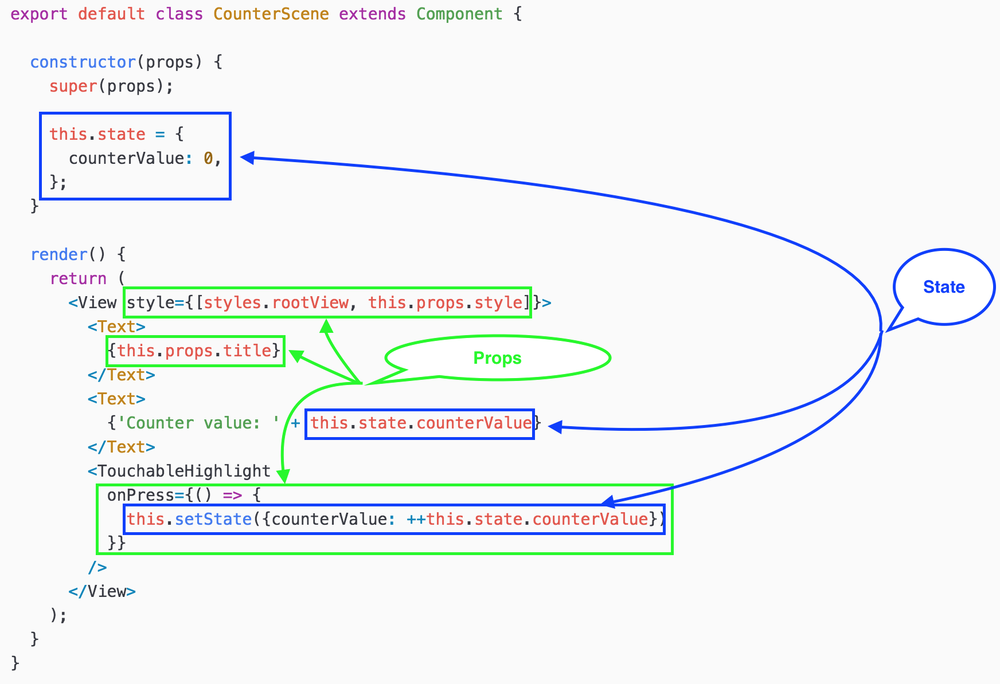 export default class CounterScene extends Component {
constructor(props) {
super(props);
this.state = {
counterValue: 0,
};
}
render() {
return (
<View style={[styles.rootView, this.props.style]}>
<Text>
{this.props.title}
</Text>
<Text>
{'Counter value: ' + this.state.counterValue}
</Text>
<TouchableHighlight
onPress={() => {
this.setState({counterValue: ++this.state.counterValue})
}}
/>
</View>
);
}
}
State
Props